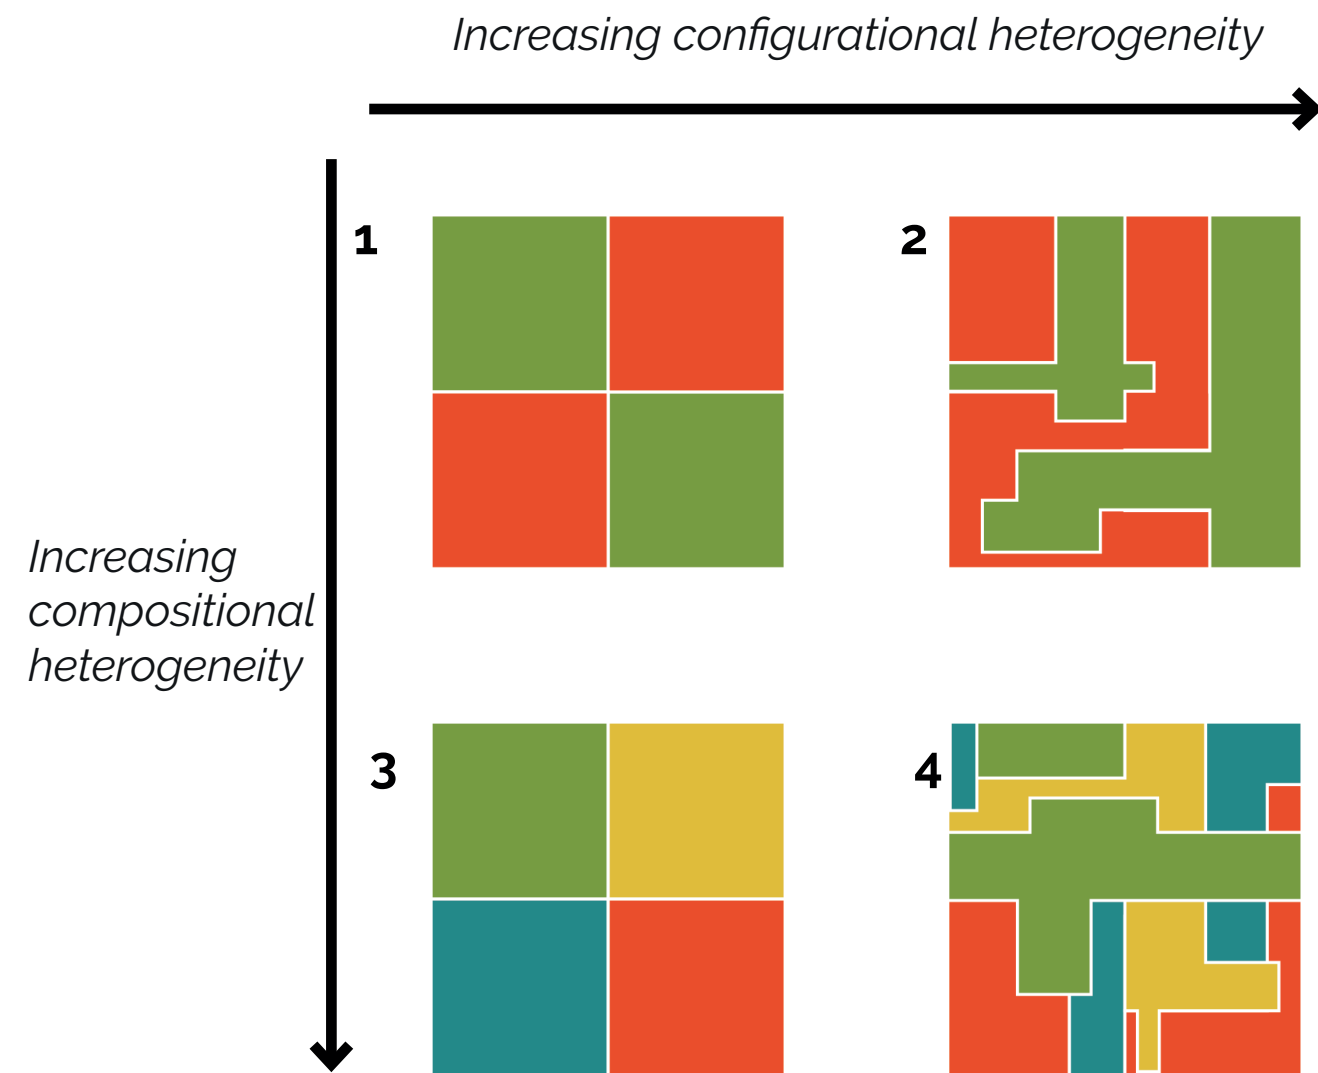 Increasing configurational heterogeneity
1
2
Increasing
compositional
heterogeneity
3
4